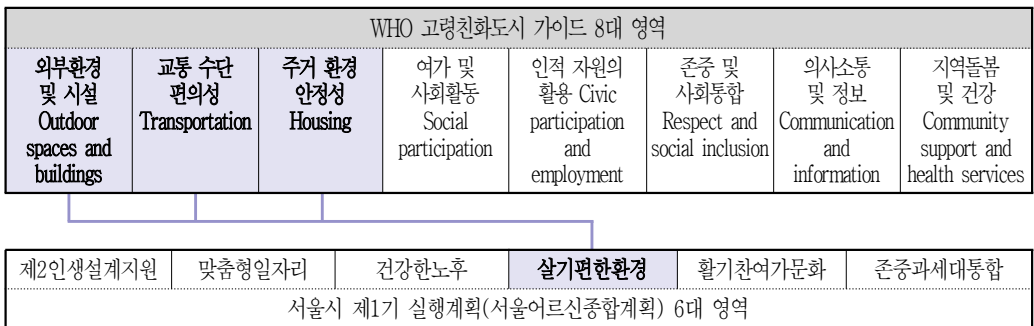 WHO 고령친화도시 가이드 8대 영역
외부환경
및 시설
Outdoor
spaces and
buildings
교통 수단
편의성
Transportation
주거 환경
안정성
Housing
여가 및
사회활동
Social
participation
인적 자원의
활용 Civic
participation
and
employment
존중 및
사회통합
Respect and
social inclusion
의사소통
및 정보
Communication
and
information
지역돌봄
및 건강
Community
support and
health services
제2인생설계지원
맞춤형일자리
건강한노후
살기편한환경
활기찬여가문화
존중과세대통합
서울시 제1기 실행계획(서울어르신종합계획) 6대 영역